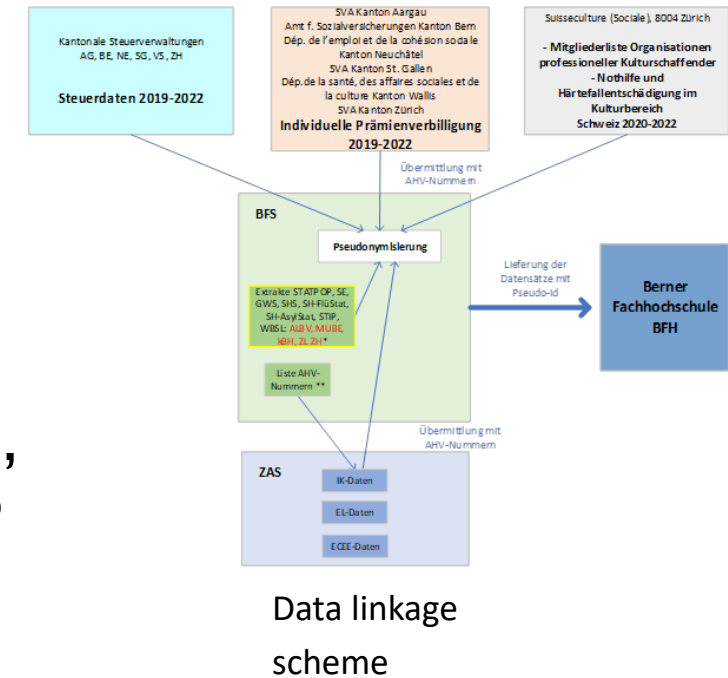 Kantonale Steuerverwaltungen
AG, BE, NE, SG, VS, ZH
Steuerdaten 2019-2022
SVA Kanton Aargau
Amt f. Sozialversicherungen Kanton Bern
Dép. de l'emploi et de la cohésion sociale
Kanton Neuchâtel
SVA Kanton St. Gallen
Dép.de la santé, des affaires sociales et de
la culture Kanton Wallis
SVA Kanton Zürich
Individuelle Prämienverbilligung
2019-2022
Suisseculture (Sociale), 8004 Zürich
- Mitgliederliste Organisationen
professioneller Kulturschaffender
- Nothilfe und
Härtefallentschädigung im
Kulturbereich
Schweiz 2020-2022
Übermittlung mit
AHV-Nummern
BFS
Pseudonymisierung
Extrakte STATPOP, SE,
GWS, SHS, SH-FlüStat,
SH-AsylStat, STIP,
WBSL: ALBV, MUBE,
kBH, ZL ZH*
Liste AHV-
Nummern **
Lieferung der
Datensätze mit
Pseudo-Id
Berner
Fachhochschule
BFH
Übermittlung mit
AHV-Nummern
ZAS
IK-Daten
EL-Daten
ECEE-Daten
,
)
Data linkage
scheme